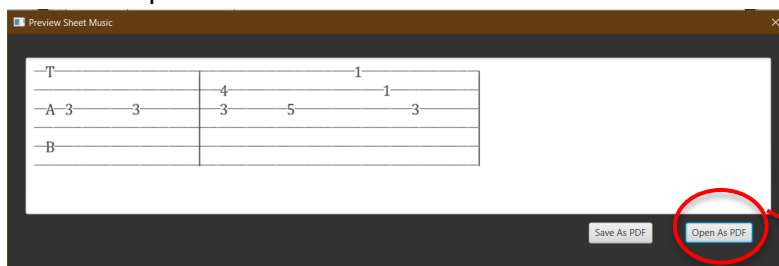 Preview Sheet Music
T 1
4 1
A 3 3 3 5 3
B
Save As PDF Open As PDF